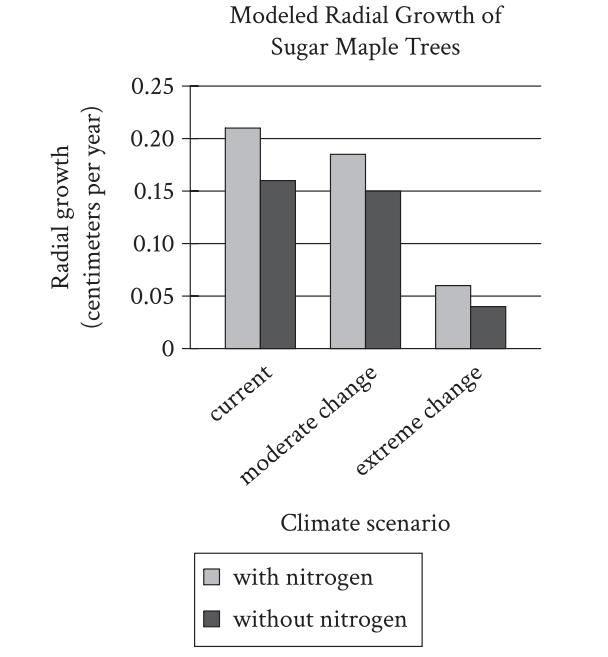 Modeled Radial Growth of
Sugar Maple Trees
Radial growth
(centimeters per year)
0.25
0.20
0.15
0.10
0.05
0
current
moderate change
extreme change
Climate scenario
with nitrogen
without nitrogen